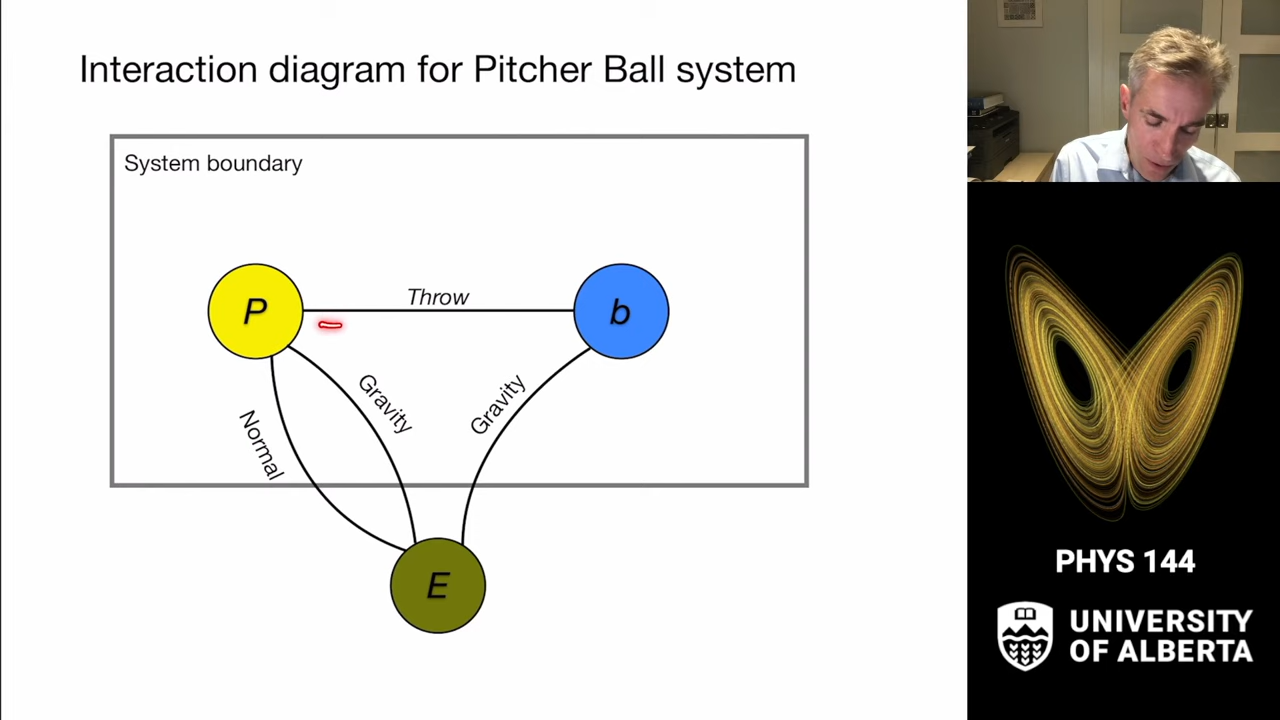 Interaction diagram for Pitcher Ball system
System boundary
P
Throw
b
Normal
Gravity
Gravity
E
PHYS 144
UNIVERSITY
OF ALBERTA